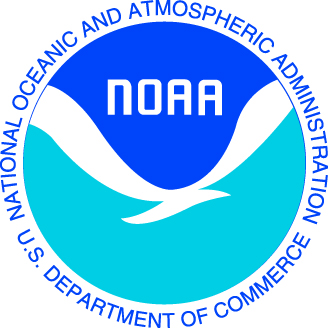 NATIONAL OCEANIC AND ATMOSPHERIC ADMINISTRATION
NOAA
U.S. DEPARTMENT OF COMMERCE